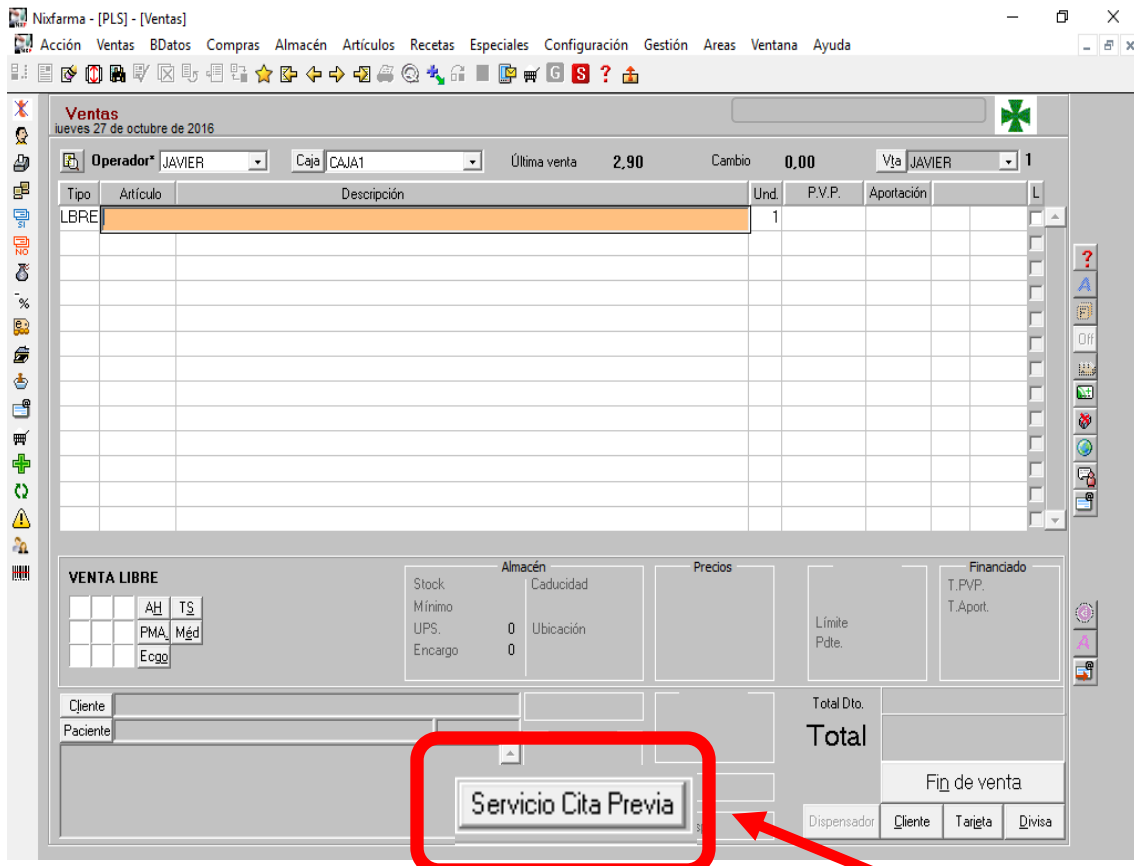 Nixfarma - [PLS] - [Ventas]
Acción Ventas BDatos Compras Almacén Artículos Recetas Especiales Configuración Gestión Areas Ventana Ayuda
G S ?
Ventas
jueves 27 de octubre de 2016
Operador* JAVIER Caja CAJA1 Última venta 2,90 Cambio 0,00 Vta JAVIER 1
Tipo Artículo Descripción Und. P.V.P. Aportación L
LBRE 1
SI
NO
%
?
A
Off
VENTA LIBRE
AH TS
PMA Méd
Ecgo
Almacén
Stock Caducidad
Mínimo
UPS. 0 Ubicación
Encargo 0
Precios
Límite
Pdte.
Financiado
T.PVP.
T.Aport.
A
Cliente
Paciente
Total Dto.
Total
Servicio Cita Previa
Fin de venta
Dispensador Cliente Tarjeta Divisa